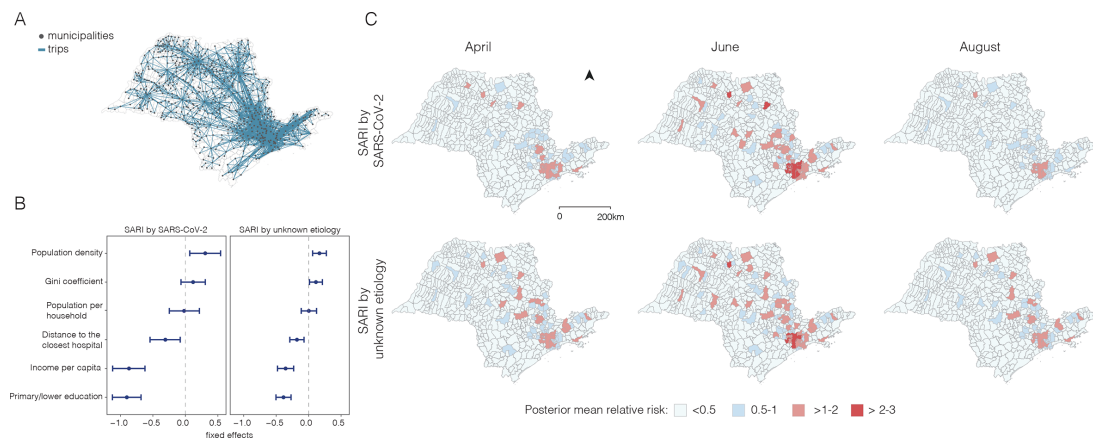 A
municipalities
trips
B
SARI by SARS-CoV-2
SARI by unknown etiology
Population density
Gini coefficient
Population per
household
Distance to the
closest hospital
Income per capita
Primary/lower education
−1.0 −0.5 0.0 0.5
−1.0 −0.5 0.0 0.5
fixed effects
C
April
June
August
SARI by
SARS-CoV-2
0 200km
SARI by
unknown etiology
Posterior mean relative risk: <0.5 0.5-1 >1-2 > 2-3